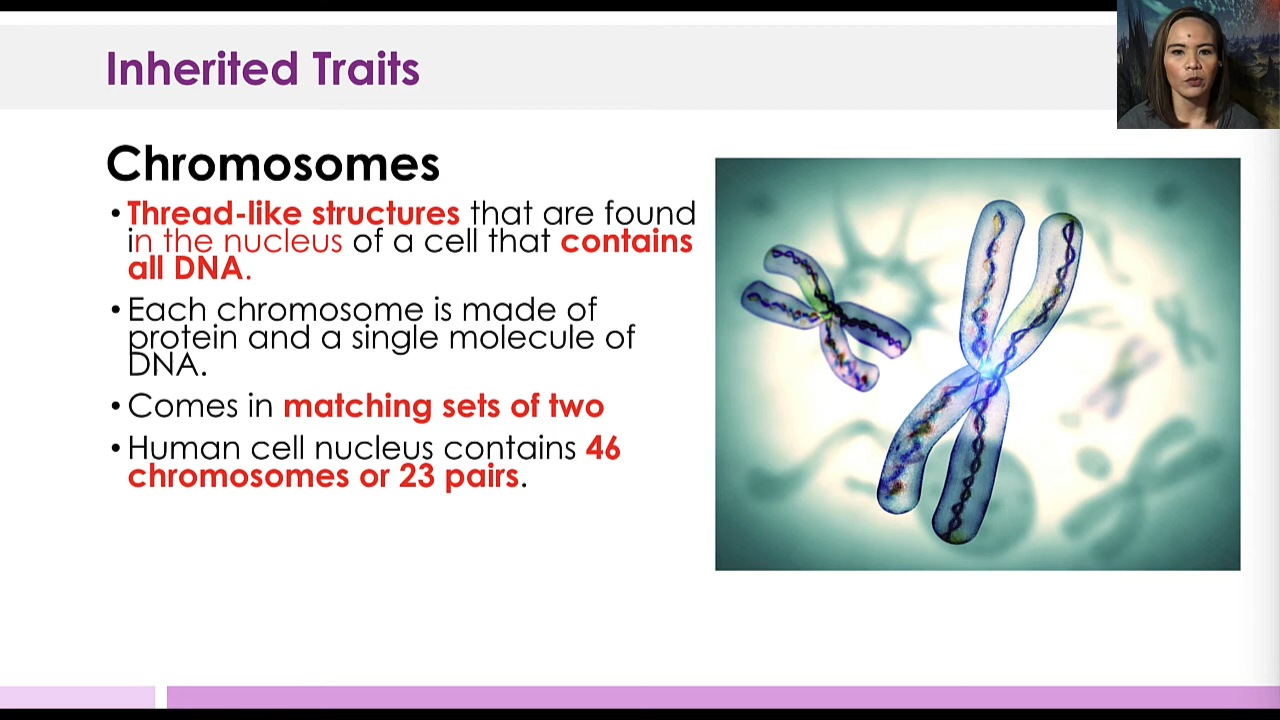 Inherited Traits
Chromosomes
•Thread-like structures that are found
in the nucleus of a cell that contains
all DNA.
•Each chromosome is made of
protein and a single molecule of
DNA.
•Comes in matching sets of two
•Human cell nucleus contains 46
chromosomes or 23 pairs.